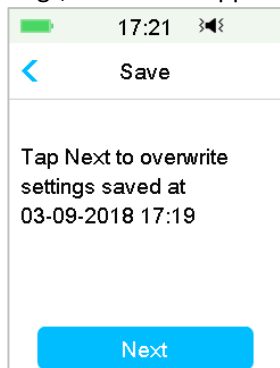 17:21
Save
Tap Next to overwrite
settings saved at
03-09-2018 17:19
Next